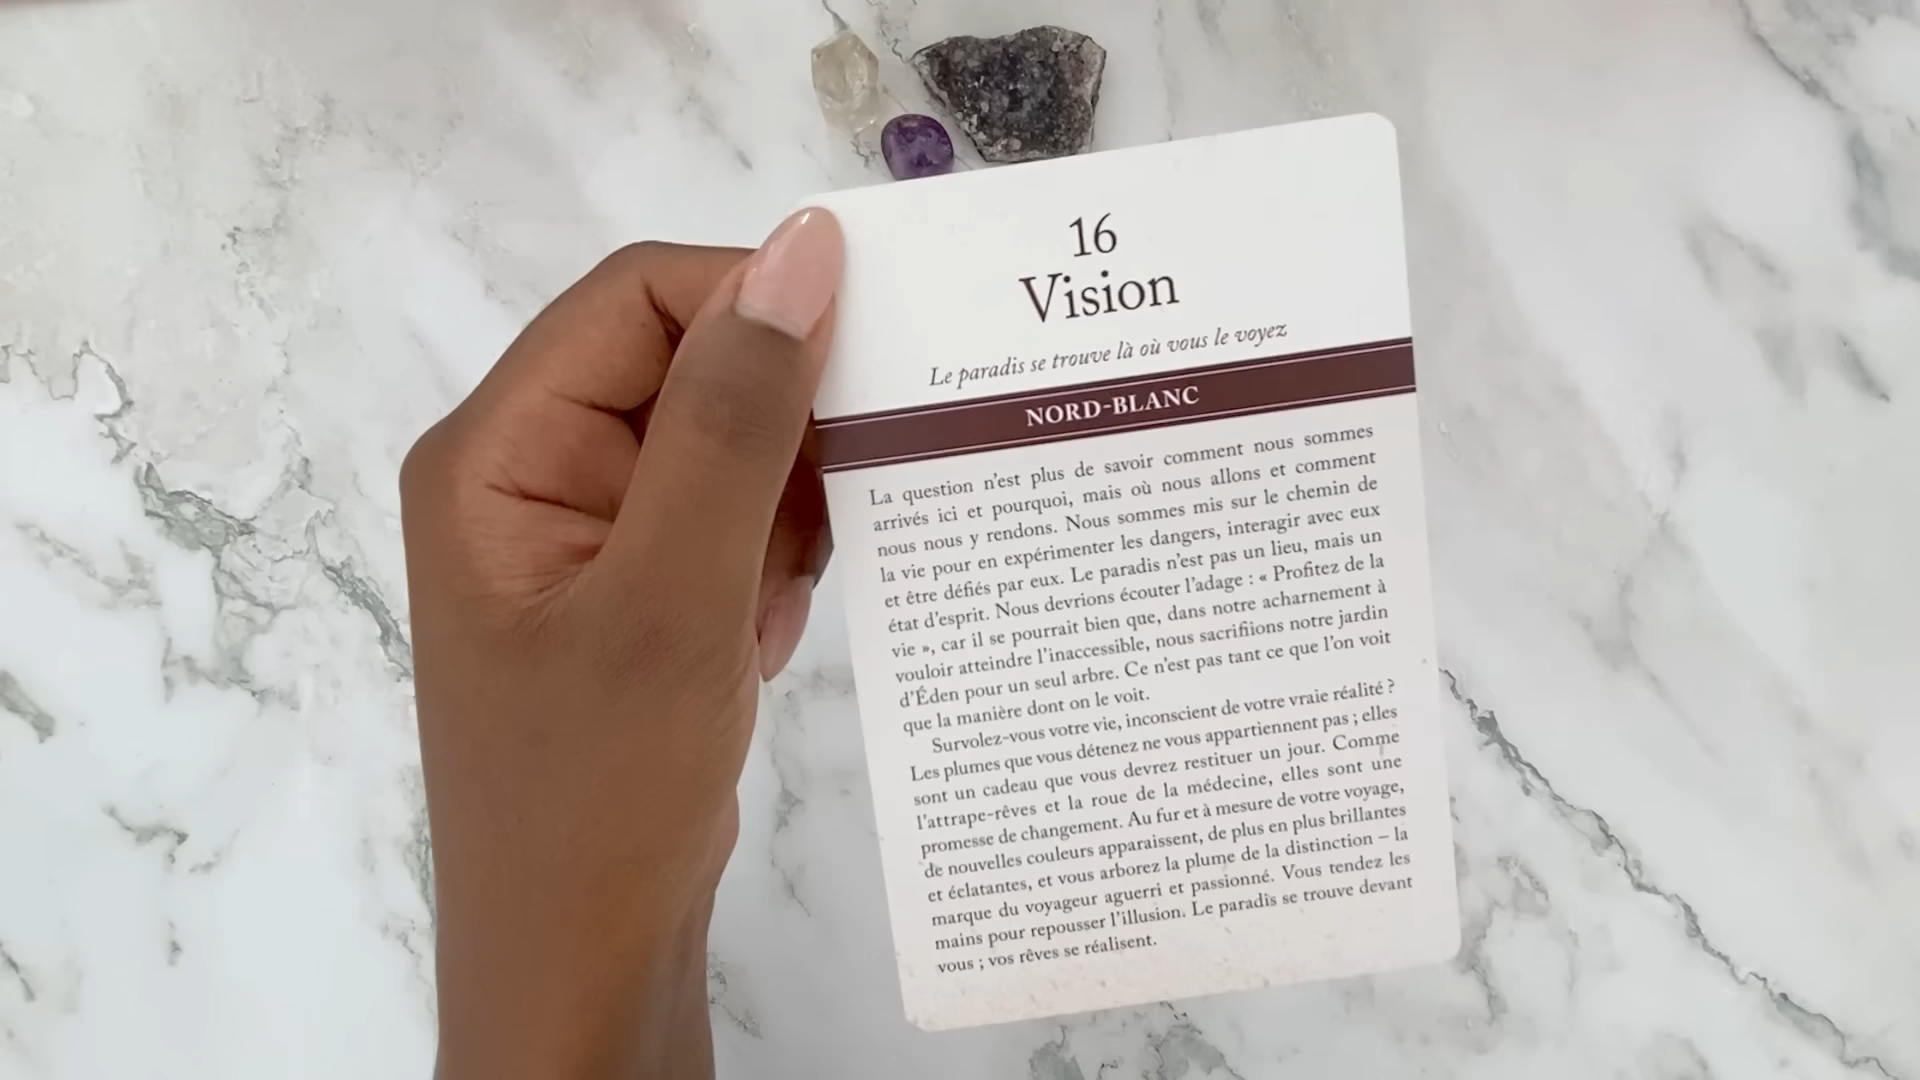 16
Vision
Le paradis se trouve là où vous le voyez
NORD-BLANC
La question n'est plus de savoir comment nous sommes
arrivés ici et pourquoi, mais où nous allons et comment
nous nous y rendons. Nous sommes mis sur le chemin de
la vie pour en expérimenter les dangers, interagir avec eux
et être défiés par eux. Le paradis n'est pas un lieu, mais un
état d'esprit. Nous devrions écouter l'adage : « Profitez de la
vie », car il se pourrait bien que, dans notre acharnement à
vouloir atteindre l'inaccessible, nous sacrifiions notre jardin
d'Éden pour un seul arbre. Ce n'est pas tant ce que l'on voit
que la manière dont on le voit.
Survolez-vous votre vie, inconscient de votre vraie réalité ?
Les plumes que vous détenez ne vous appartiennent pas ; elles
sont un cadeau que vous devrez restituer un jour. Comme
l'attrape-rêves et la roue de la médecine, elles sont une
promesse de changement. Au fur et à mesure de votre voyage,
de nouvelles couleurs apparaissent, de plus en plus brillantes
et éclatantes, et vous arborez la plume de la distinction – la
marque du voyageur aguerri et passionné. Vous tendez les
mains pour repousser l'illusion. Le paradis se trouve devant
vous ; vos rêves se réalisent.